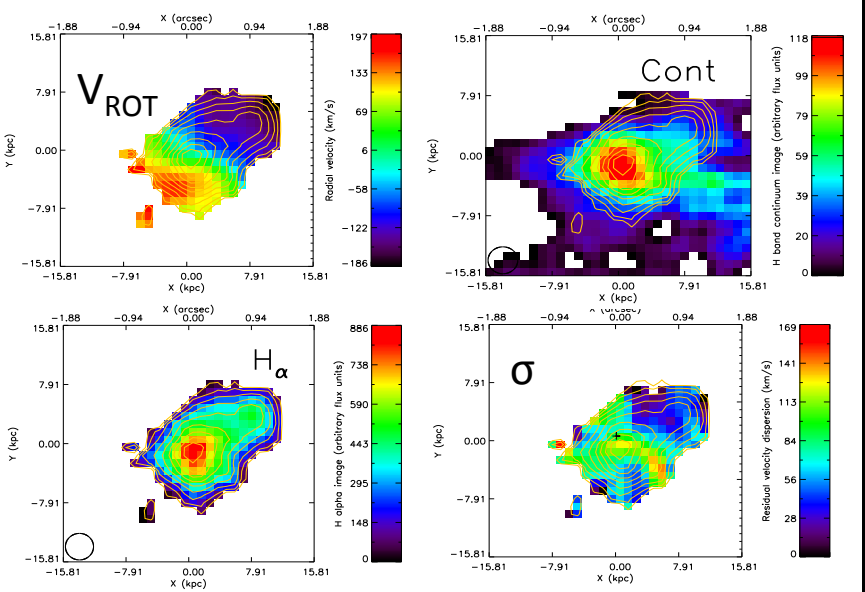 X (arcsec)
−1.88 −0.94 0.00 0.94 1.88
15.81
7.91
0.00
−7.91
−15.81
Y (kpc)
V_ROT
−15.81 −7.91 0.00 7.91 15.81
X (kpc)
197
133
69
6
−58
−122
−186
Radial velocity (km/s)
X (arcsec)
−1.88 −0.94 0.00 0.94 1.88
15.81
7.91
0.00
−7.91
−15.81
Y (kpc)
Cont
−15.81 −7.91 0.00 7.91 15.81
X (kpc)
118
99
79
59
39
20
0
H band continuum image (arbitrary flux units)
X (arcsec)
−1.88 −0.94 0.00 0.94 1.88
15.81
7.91
0.00
−7.91
−15.81
Y (kpc)
Hα
−15.81 −7.91 0.00 7.91 15.81
X (kpc)
886
738
590
443
295
148
0
H alpha image (arbitrary flux units)
X (arcsec)
−1.88 −0.94 0.00 0.94 1.88
15.81
7.91
0.00
−7.91
−15.81
Y (kpc)
σ
−15.81 −7.91 0.00 7.91 15.81
X (kpc)
169
141
113
84
56
28
0
Residual velocity dispersion (km/s)